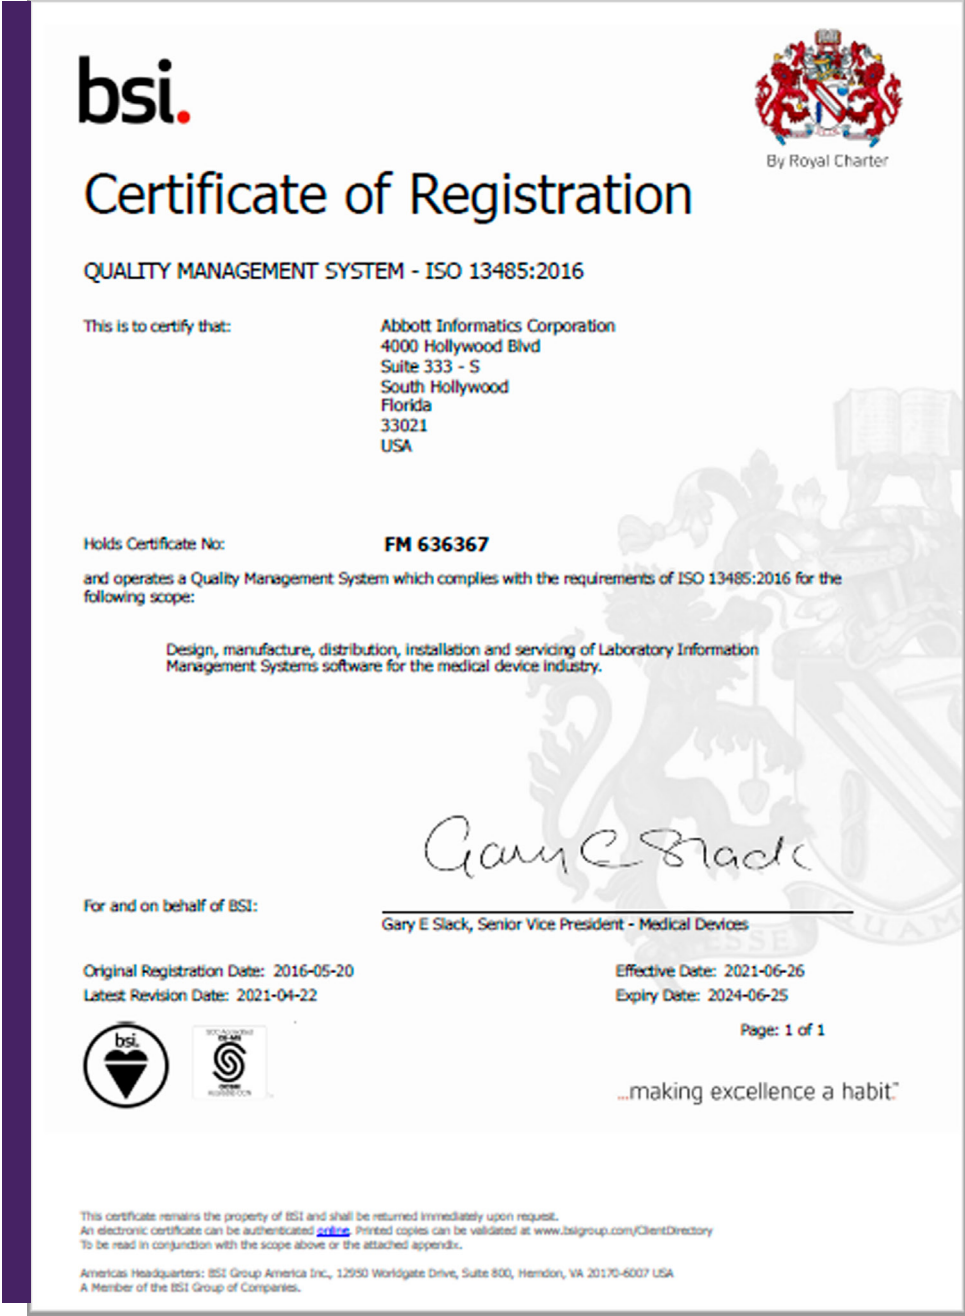 bsi.
By Royal Charter
Certificate of Registration
QUALITY MANAGEMENT SYSTEM - ISO 13485:2016
This is to certify that:
Abbott Informatics Corporation
4000 Hollywood Blvd
Suite 333 - S
South Hollywood
Florida
33021
USA
Holds Certificate No:
FM 636367
and operates a Quality Management System which complies with the requirements of ISO 13485:2016 for the
following scope:
Design, manufacture, distribution, installation and servicing of Laboratory Information
Management Systems software for the medical device industry.
Gary E Slack
For and on behalf of BSI:
Gary E Slack, Senior Vice President - Medical Devices
ESSE
QUAM
Original Registration Date: 2016-05-20
Effective Date: 2021-06-26
Latest Revision Date: 2021-04-22
Expiry Date: 2024-06-25
Page: 1 of 1
bsi.
...making excellence a habit.™
This certificate remains the property of BSI and shall be returned immediately upon request.
An electronic certificate can be authenticated online. Printed copies can be validated at www.bsigroup.com/ClientDirectory
To be read in conjunction with the scope above or the attached appendix.
Americas Headquarters: BSI Group America Inc., 12950 Worldgate Drive, Suite 800, Herndon, VA 20170-6007 USA
A Member of the BSI Group of Companies.